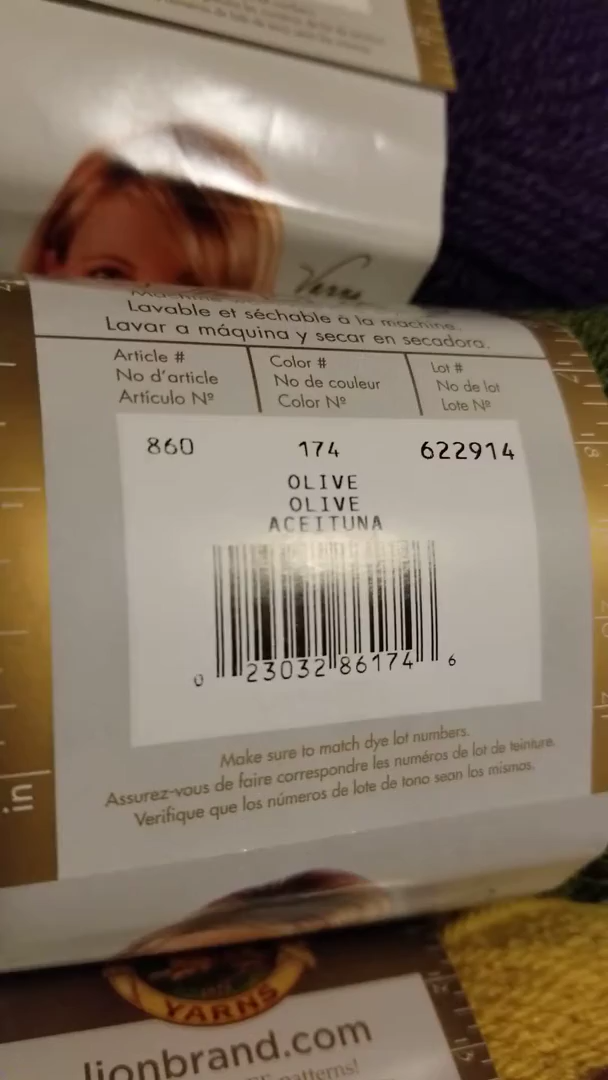 Lavable et séchable à la machine.
Lavar a máquina y secar en secadora.
Article # Color # Lot #
No d'article No de couleur No de lot
Artículo Nº Color Nº Lote Nº
860 174 622914
OLIVE
OLIVE
ACEITUNA
0 23032 86174 6
Make sure to match dye lot numbers.
Assurez-vous de faire correspondre les numéros de lot de teinture.
Verifique que los números de lote de tono sean los mismos.
in
YARNS
lionbrand.com
patterns!